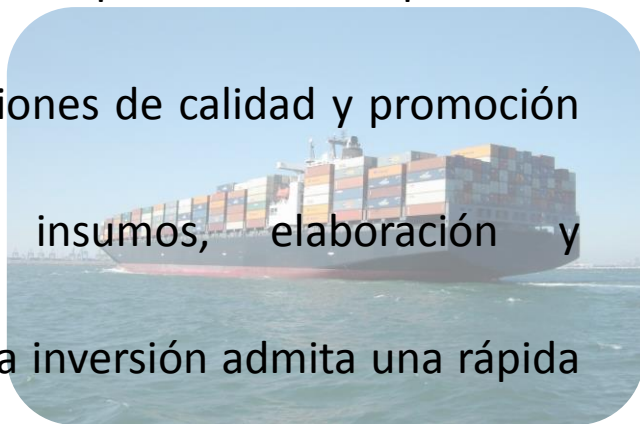 iones de calidad y promoción
insumos, elaboración y
a inversión admita una rápida